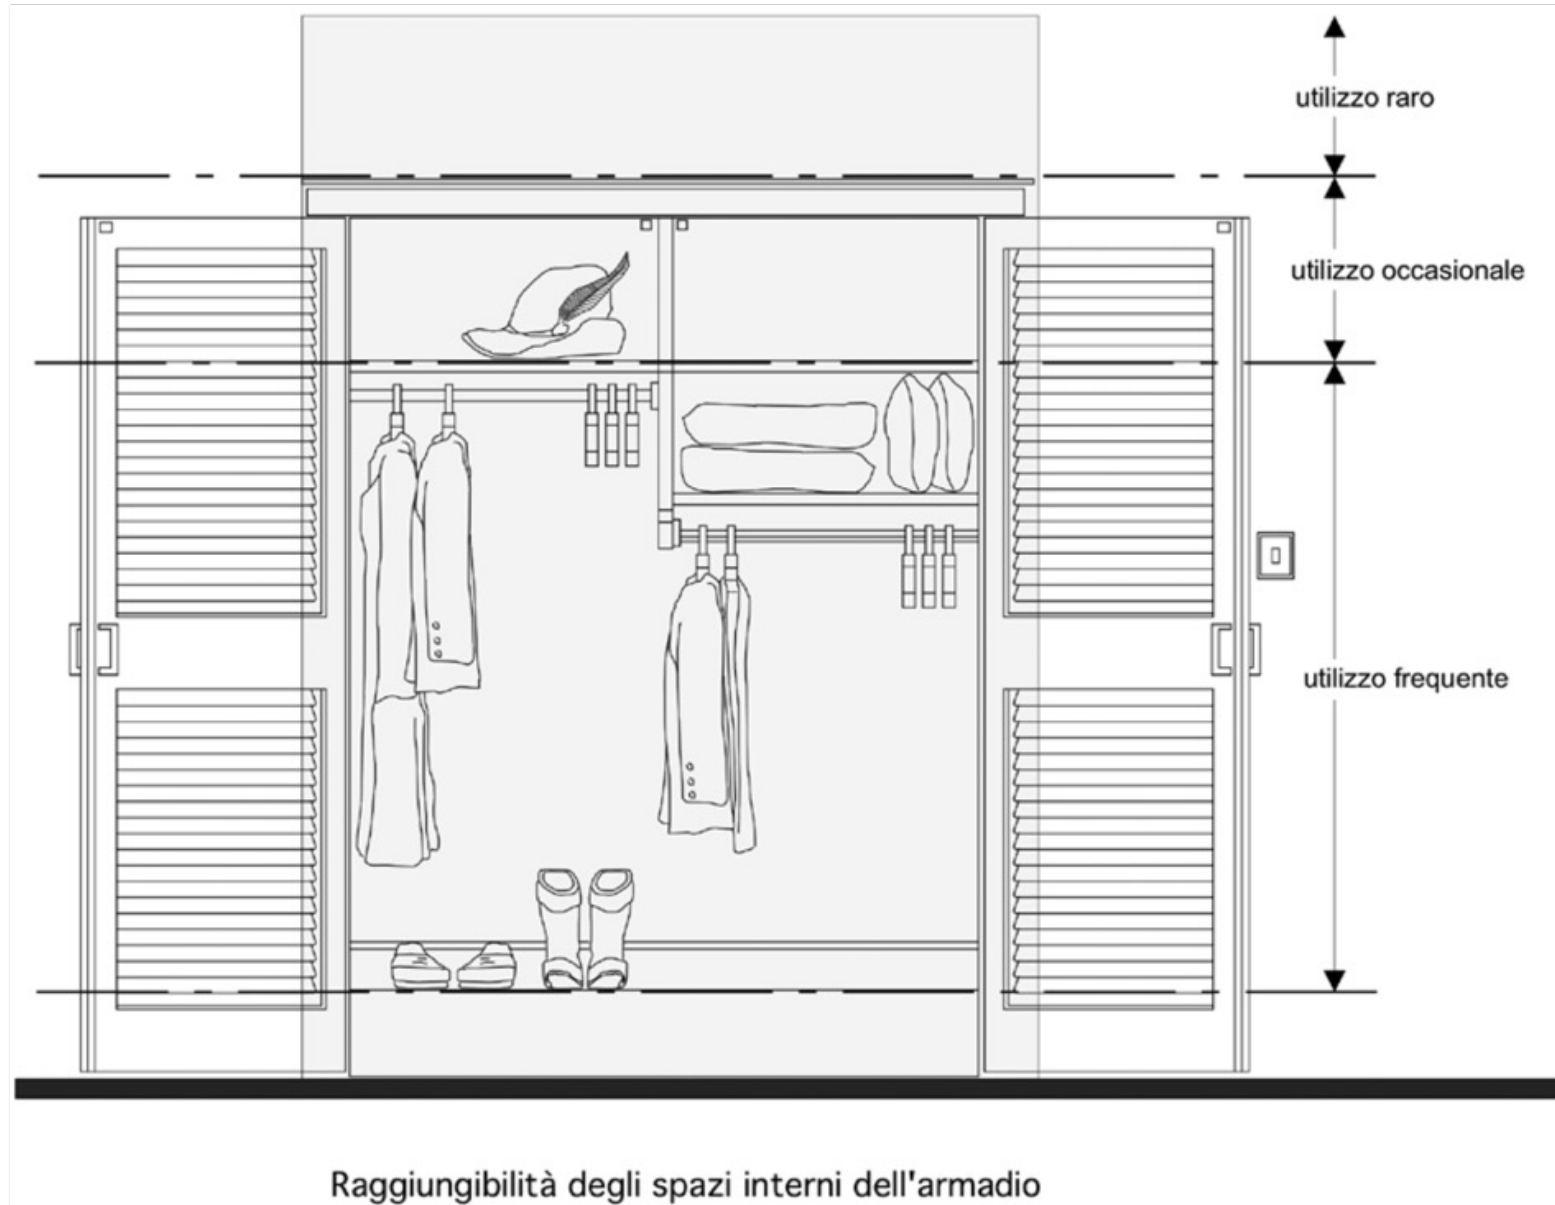 utilizzo raro
utilizzo occasionale
utilizzo frequente
Raggiungibilità degli spazi interni dell'armadio